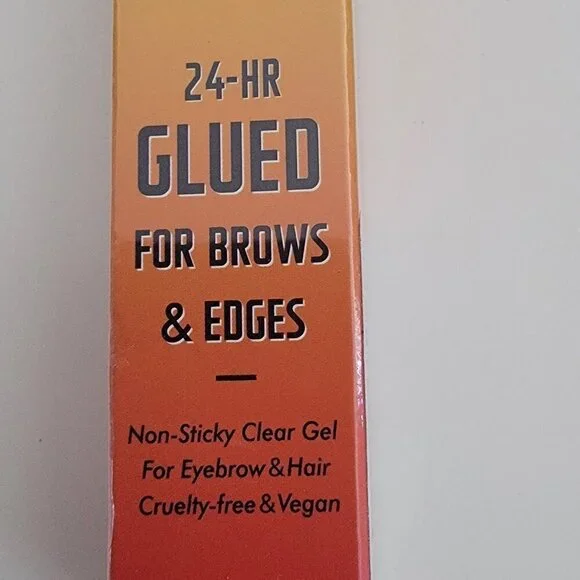 24-HR
GLUED
FOR BROWS
& EDGES
Non-Sticky Clear Gel
For Eyebrow & Hair
Cruelty-free & Vegan